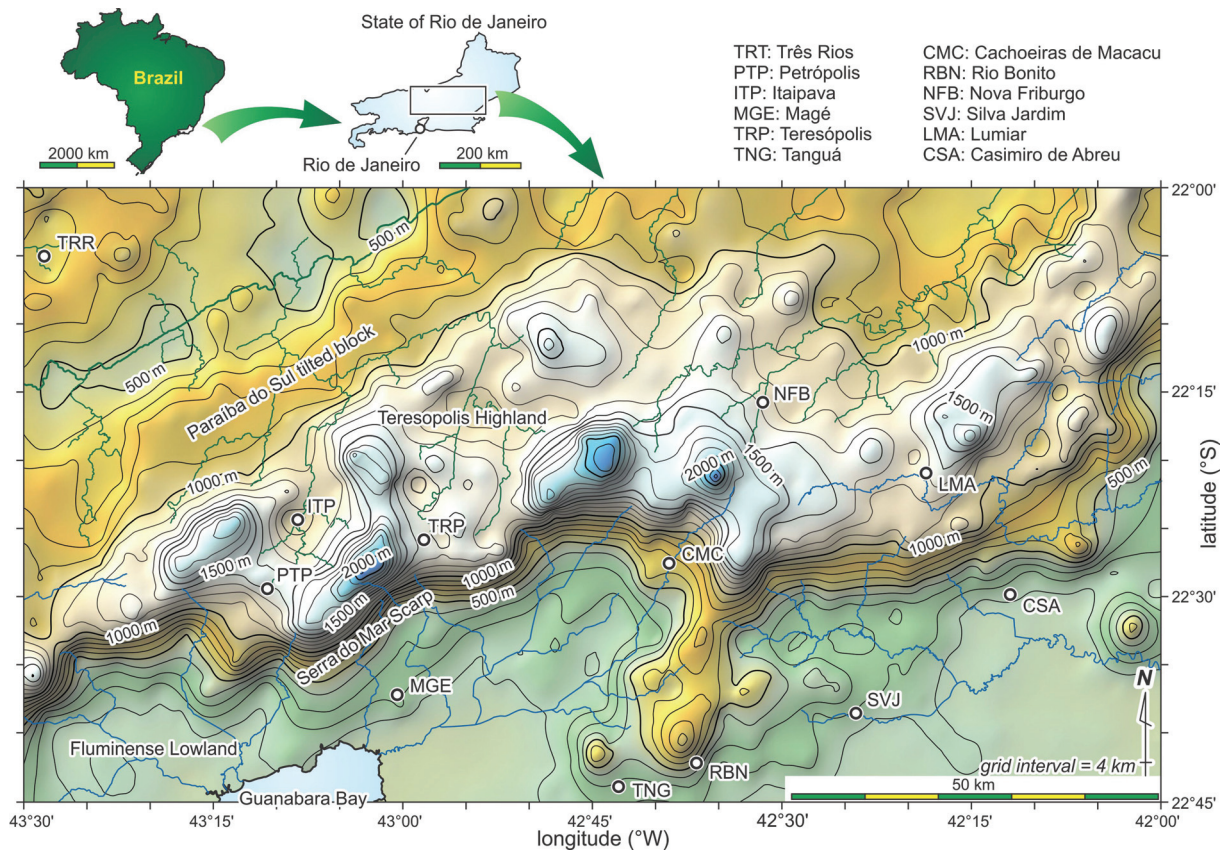 State of Rio de Janeiro
Brazil
2000 km
Rio de Janeiro
200 km
TRT: Três Rios
PTP: Petrópolis
ITP: Itaipava
MGE: Magé
TRP: Teresópolis
TNG: Tanguá
CMC: Cachoeiras de Macacu
RBN: Rio Bonito
NFB: Nova Friburgo
SVJ: Silva Jardim
LMA: Lumiar
CSA: Casimiro de Abreu
22°00'
TRR
500 m
500 m
1000 m
Paraíba do Sul tilted block
22°15'
NFB
Teresopolis Highland
1500 m
1500 m
2000 m
500 m
1000 m
LMA
ITP
TRP
CMC
1000 m
1500 m
2000 m
1000 m
PTP
500 m
22°30'
CSA
1500 m
1000 m
Serra do Mar Scarp
MGE
N
SVJ
Fluminense Lowland
RBN
grid interval = 4 km
50 km
TNG
Guanabara Bay
22°45'
latitude (°S)
43°30'
43°15'
43°00'
42°45'
42°30'
42°15'
42°00'
longitude (°W)